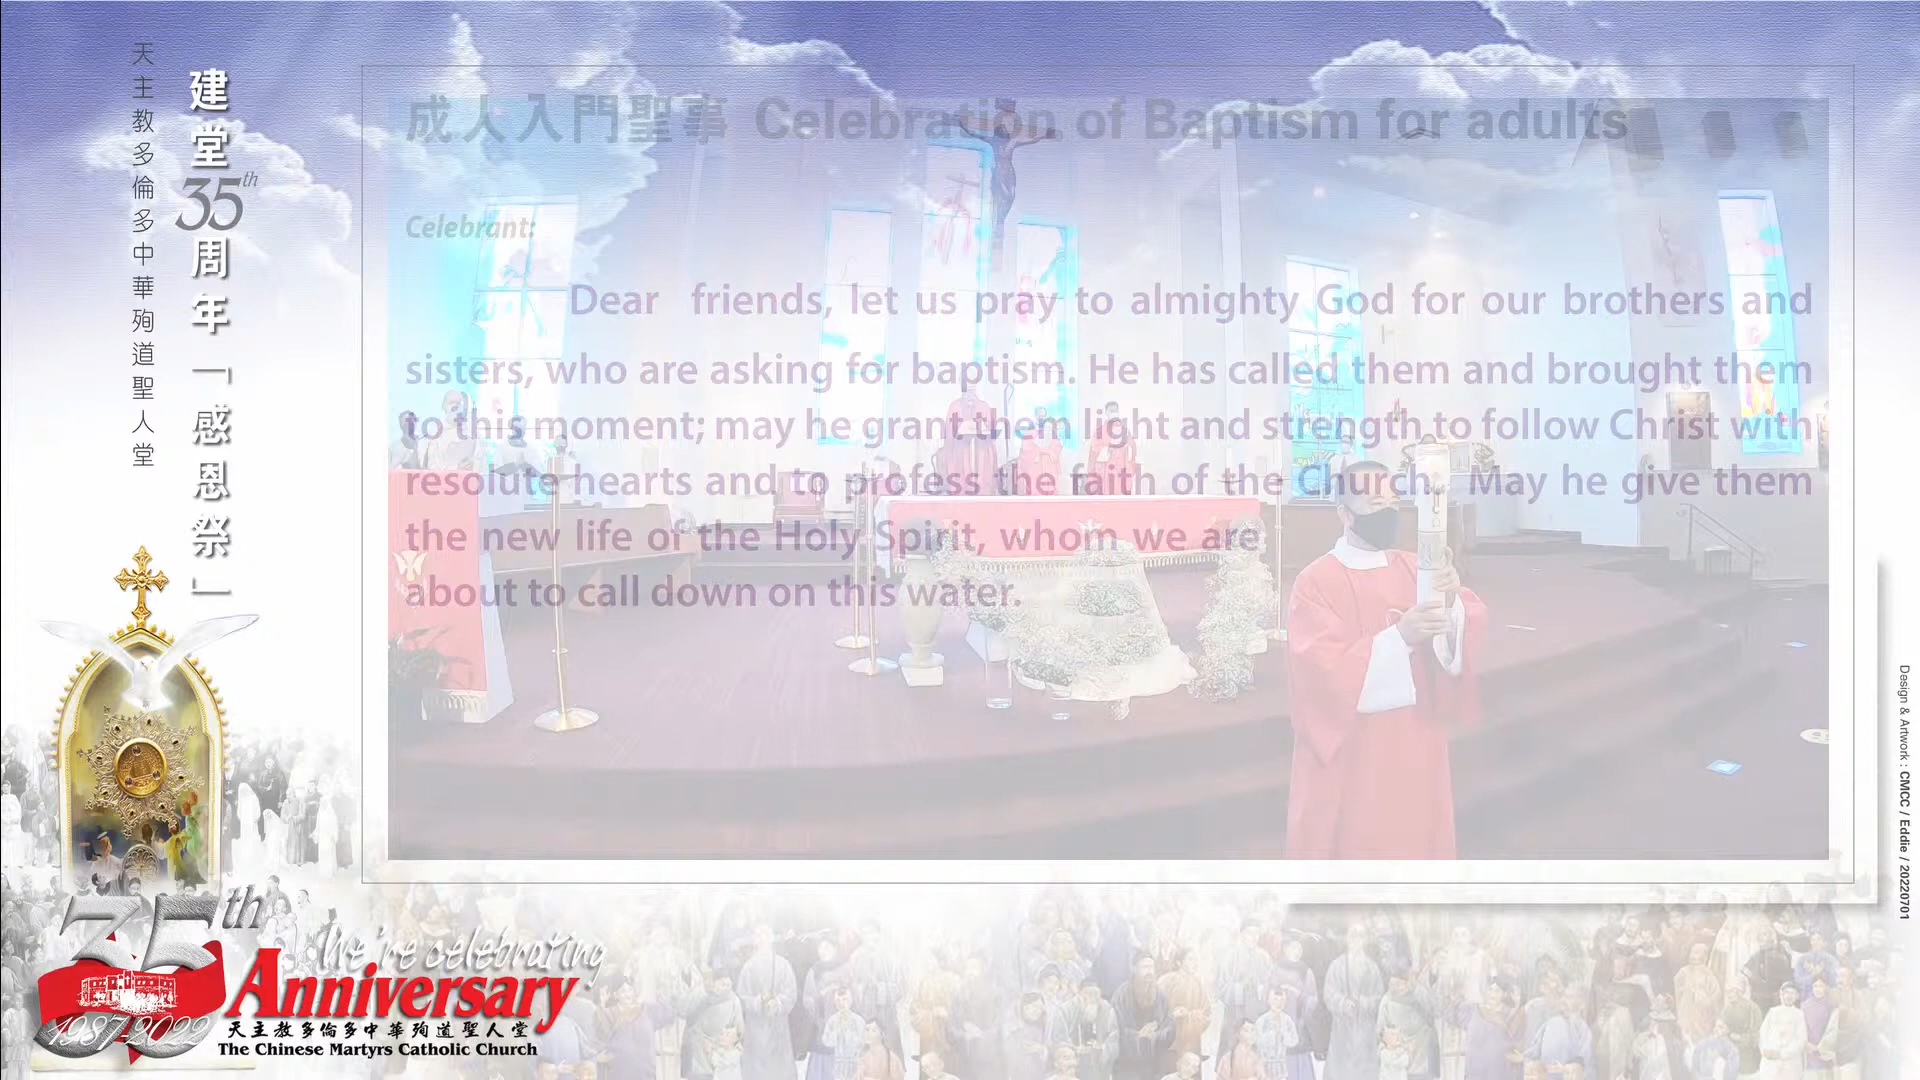 天主教多倫多中華殉道聖人堂
建堂35th周年「感恩祭」
成人入門聖事 Celebration of Baptism for adults
Celebrant:
Dear friends, let us pray to almighty God for our brothers and
sisters, who are asking for baptism. He has called them and brought them
to this moment; may he grant them light and strength to follow Christ with
resolute hearts and to profess the faith of the Church. May he give them
the new life of the Holy Spirit, whom we are
about to call down on this water.
Design & Artwork : CMCC / Eddie / 20220701
35th
We're celebrating
Anniversary
1987-2022
天主教多倫多中華殉道聖人堂
The Chinese Martyrs Catholic Church